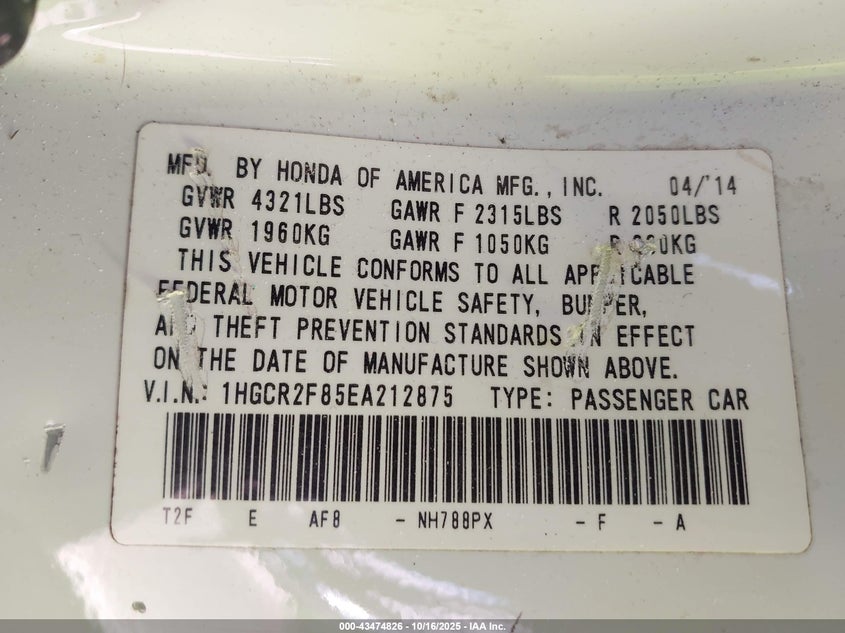 MFD. BY HONDA OF AMERICA MFG., INC. 04/'14
GVWR 4321LBS GAWR F 2315LBS R 2050LBS
GVWR 1960KG GAWR F 1050KG R KG
THIS VEHICLE CONFORMS TO ALL APPLICABLE
FEDERAL MOTOR VEHICLE SAFETY, BUMPER,
AND THEFT PREVENTION STANDARDS IN EFFECT
ON THE DATE OF MANUFACTURE SHOWN ABOVE.
V.I.N.: 1HGCR2F85EA212875 TYPE: PASSENGER CAR
T2F E AF8 - NH788PX - F - A
000-43474826 - 10/16/2025 - IAA Inc.